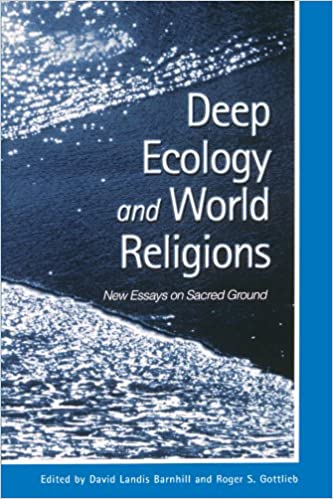 Deep
Ecology
and World
Religions
New Essays on Sacred Ground
Edited by David Landis Barnhill and Roger S. Gottlieb